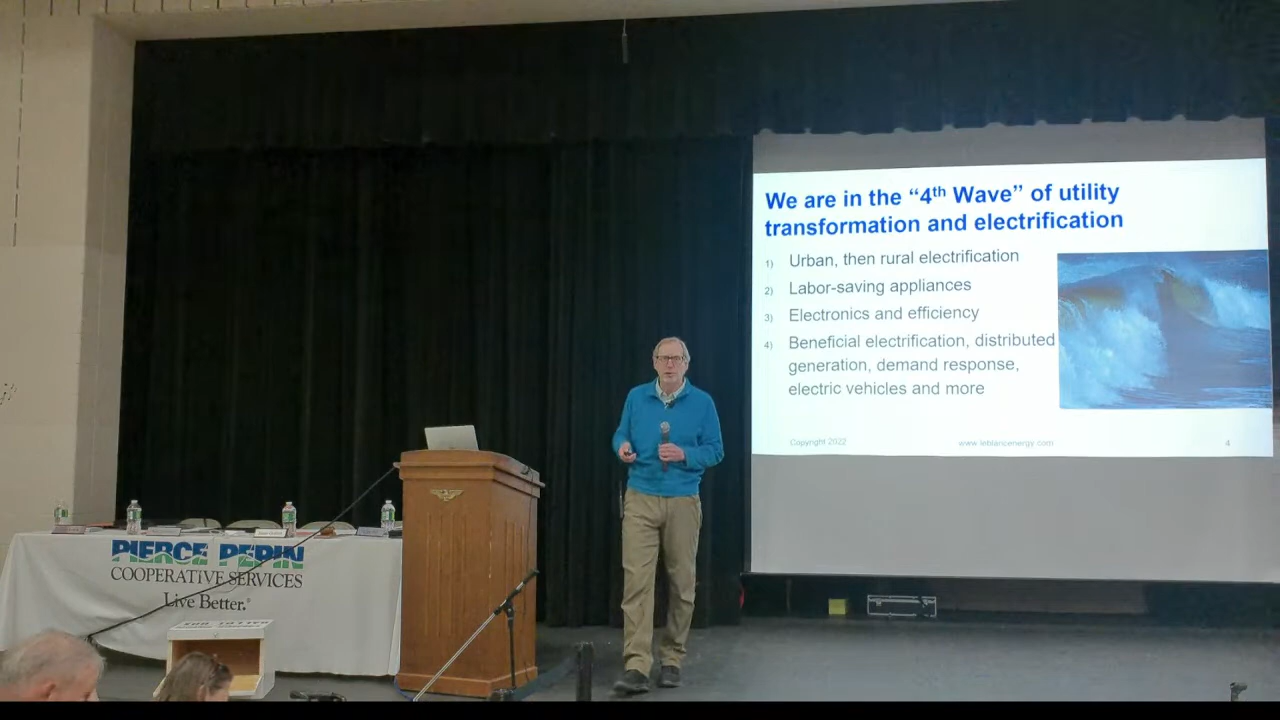 We are in the “4th Wave” of utility
transformation and electrification
1) Urban, then rural electrification
2) Labor-saving appliances
3) Electronics and efficiency
4) Beneficial electrification, distributed
generation, demand response,
electric vehicles and more
Copyright 2022 www.leblancenergy.com 4
PIERCE PEPIN
COOPERATIVE SERVICES
Live Better.®